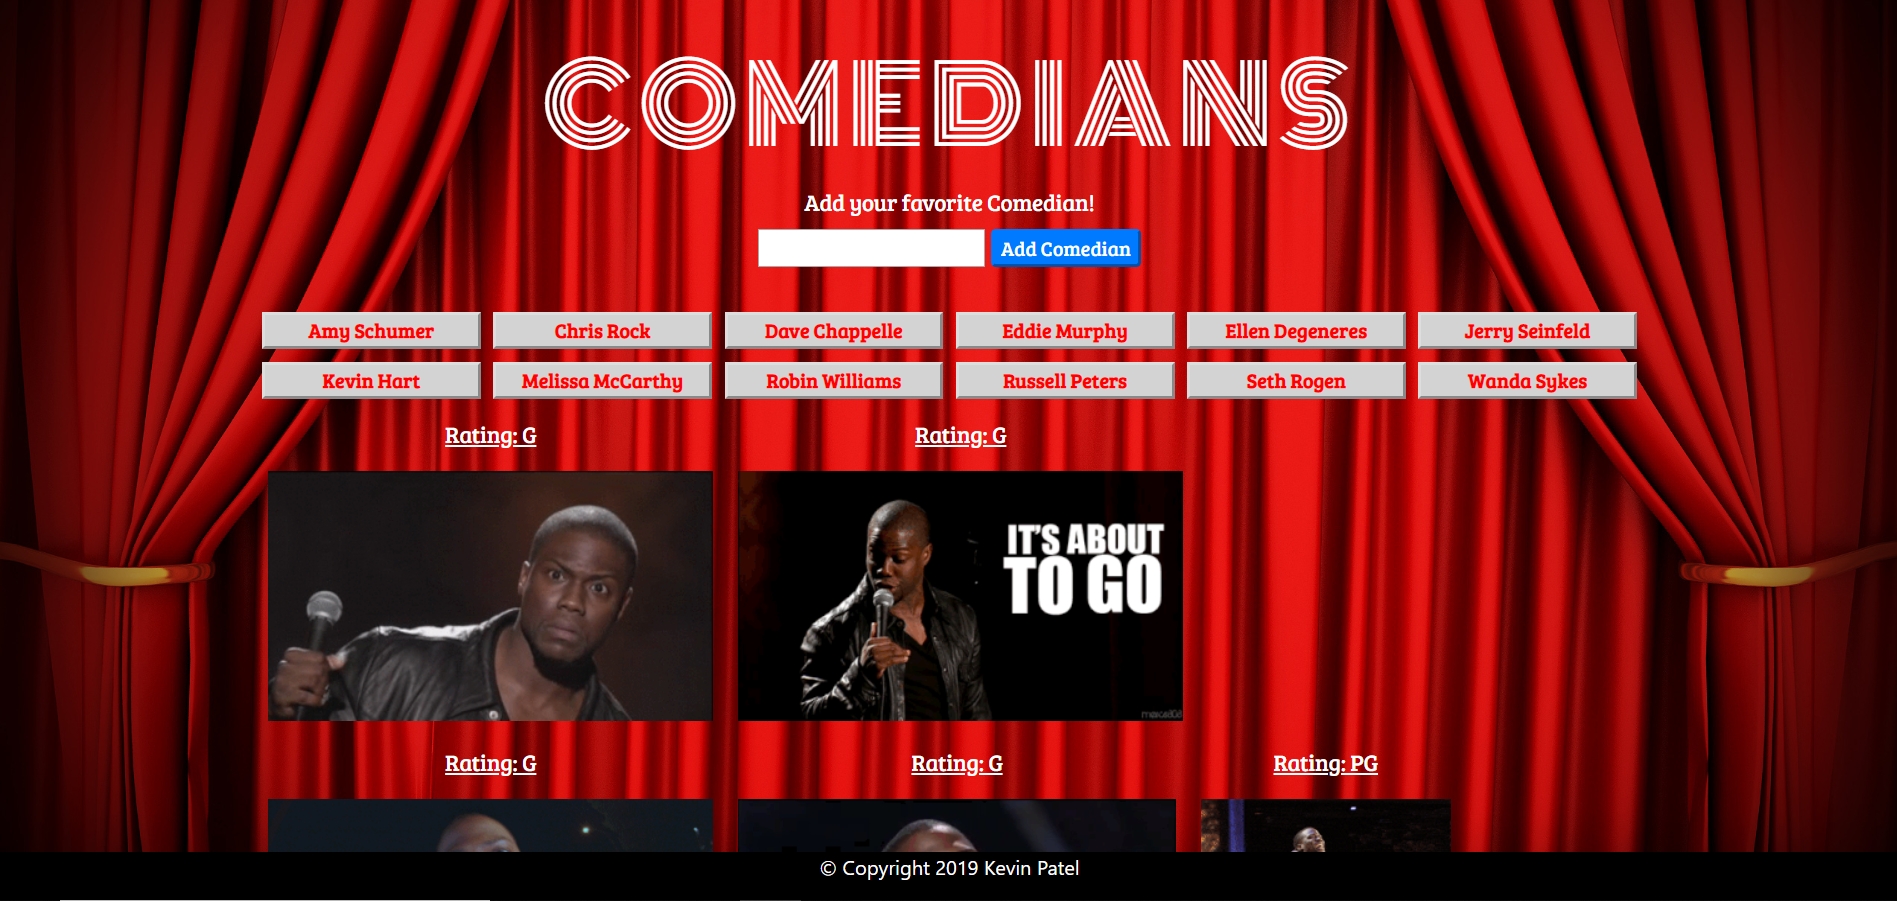 COMEDIANS
Add your favorite Comedian!
Add Comedian
Amy Schumer Chris Rock Dave Chappelle Eddie Murphy Ellen Degeneres Jerry Seinfeld
Kevin Hart Melissa McCarthy Robin Williams Russell Peters Seth Rogen Wanda Sykes
Rating: G Rating: G
IT'S ABOUT
TO GO
Rating: G Rating: G Rating: PG
© Copyright 2019 Kevin Patel